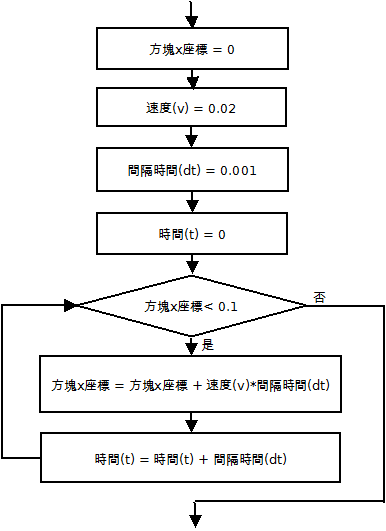 方塊x座標 = 0
速度(v) = 0.02
間隔時間(dt) = 0.001
時間(t) = 0
方塊x座標< 0.1
否
是
方塊x座標 = 方塊x座標 + 速度(v)*間隔時間(dt)
時間(t) = 時間(t) + 間隔時間(dt)